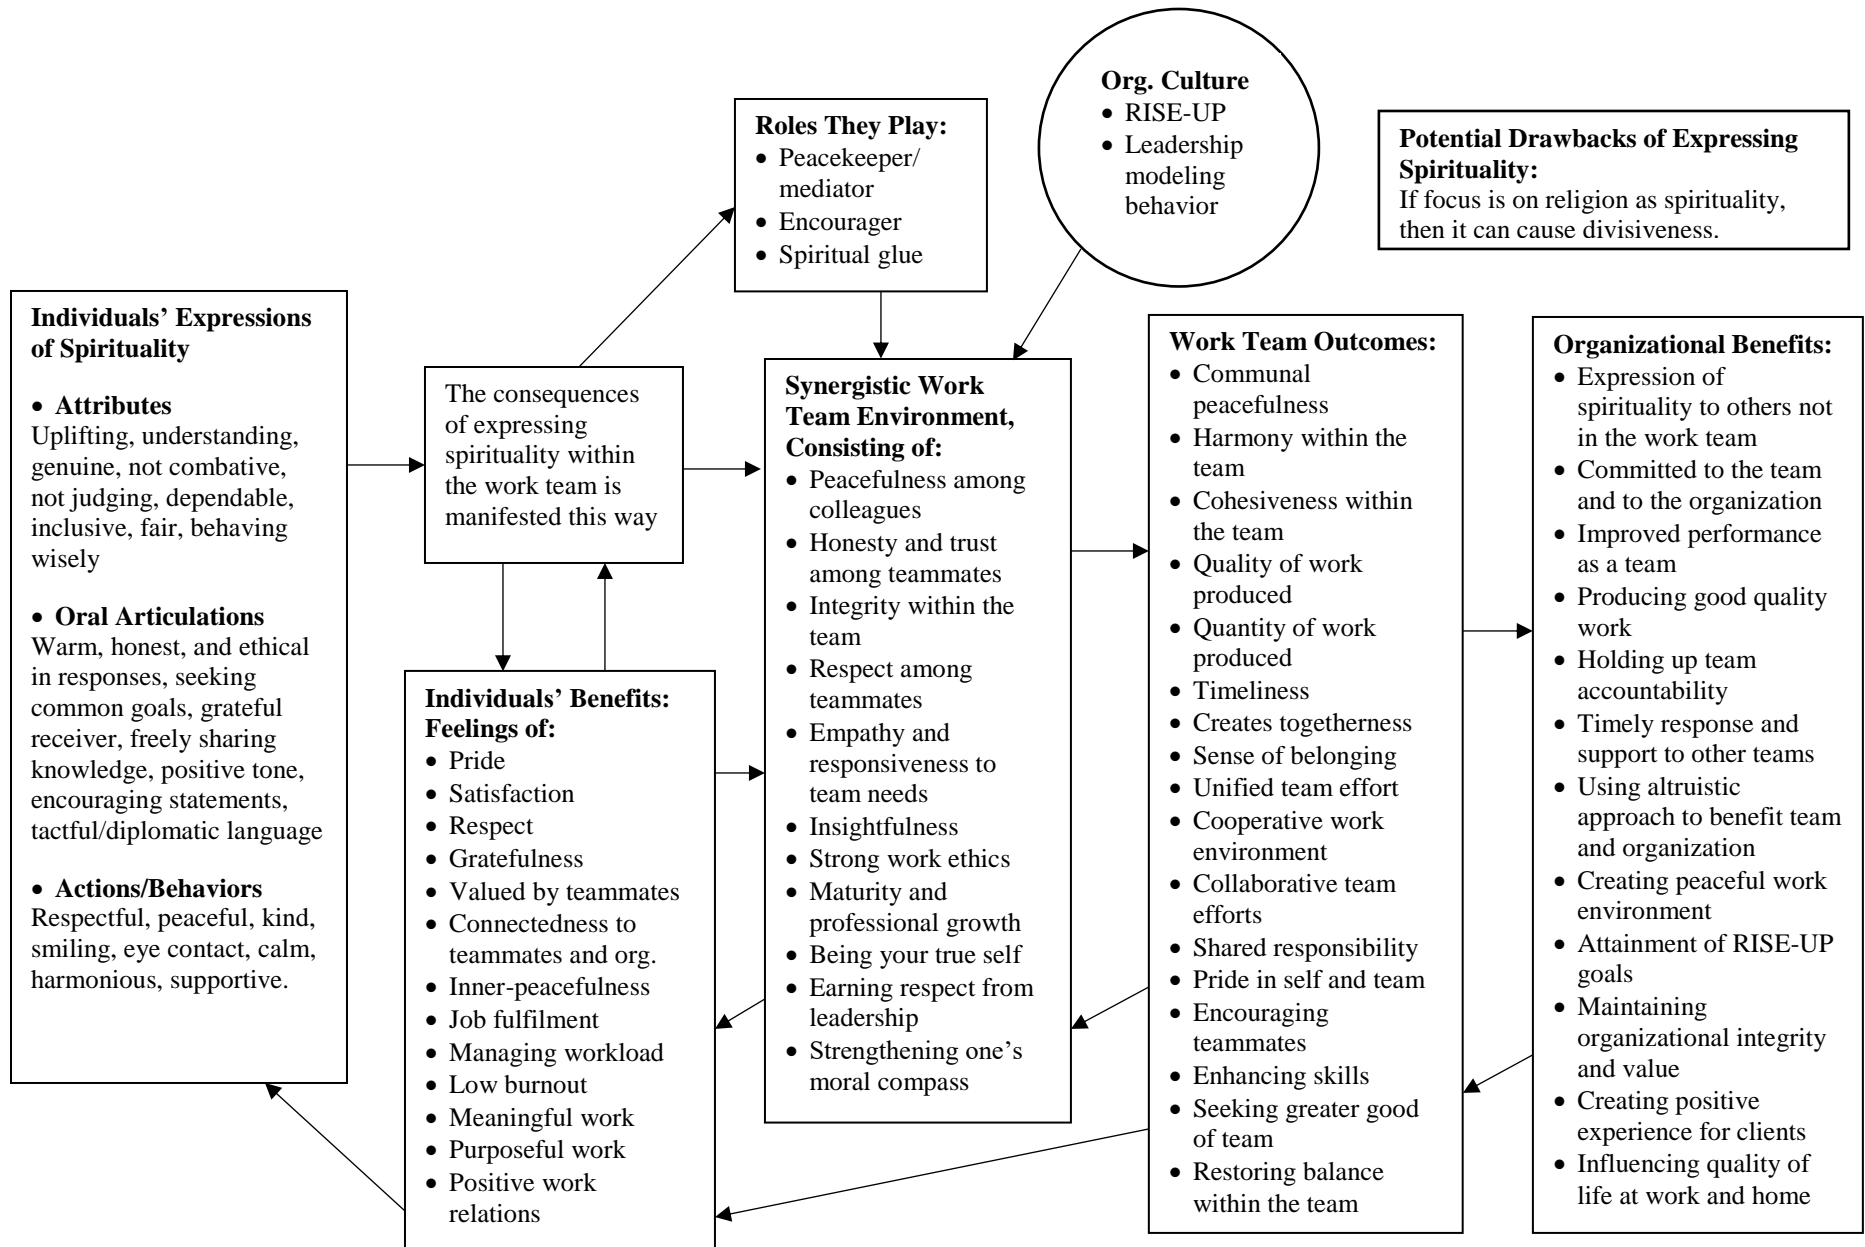 Org. Culture
• RISE-UP
• Leadership
modeling
behavior
Roles They Play:
• Peacekeeper/
mediator
• Encourager
• Spiritual glue
Potential Drawbacks of Expressing
Spirituality:
If focus is on religion as spirituality,
then it can cause divisiveness.
Individuals’ Expressions
of Spirituality
• Attributes
Uplifting, understanding,
genuine, not combative,
not judging, dependable,
inclusive, fair, behaving
wisely
• Oral Articulations
Warm, honest, and ethical
in responses, seeking
common goals, grateful
receiver, freely sharing
knowledge, positive tone,
encouraging statements,
tactful/diplomatic language
• Actions/Behaviors
Respectful, peaceful, kind,
smiling, eye contact, calm,
harmonious, supportive.
The consequences
of expressing
spirituality within
the work team is
manifested this way
Individuals’ Benefits:
Feelings of:
• Pride
• Satisfaction
• Respect
• Gratefulness
• Valued by teammates
• Connectedness to
teammates and org.
• Inner-peacefulness
• Job fulfilment
• Managing workload
• Low burnout
• Meaningful work
• Purposeful work
• Positive work
relations
Synergistic Work
Team Environment,
Consisting of:
• Peacefulness among
colleagues
• Honesty and trust
among teammates
• Integrity within the
team
• Respect among
teammates
• Empathy and
responsiveness to
team needs
• Insightfulness
• Strong work ethics
• Maturity and
professional growth
• Being your true self
• Earning respect from
leadership
• Strengthening one’s
moral compass
Work Team Outcomes:
• Communal
peacefulness
• Harmony within the
team
• Cohesiveness within
the team
• Quality of work
produced
• Quantity of work
produced
• Timeliness
• Creates togetherness
• Sense of belonging
• Unified team effort
• Cooperative work
environment
• Collaborative team
efforts
• Shared responsibility
• Pride in self and team
• Encouraging
teammates
• Enhancing skills
• Seeking greater good
of team
• Restoring balance
within the team
Organizational Benefits:
• Expression of
spirituality to others not
in the work team
• Committed to the team
and to the organization
• Improved performance
as a team
• Producing good quality
work
• Holding up team
accountability
• Timely response and
support to other teams
• Using altruistic
approach to benefit team
and organization
• Creating peaceful work
environment
• Attainment of RISE-UP
goals
• Maintaining
organizational integrity
and value
• Creating positive
experience for clients
• Influencing quality of
life at work and home